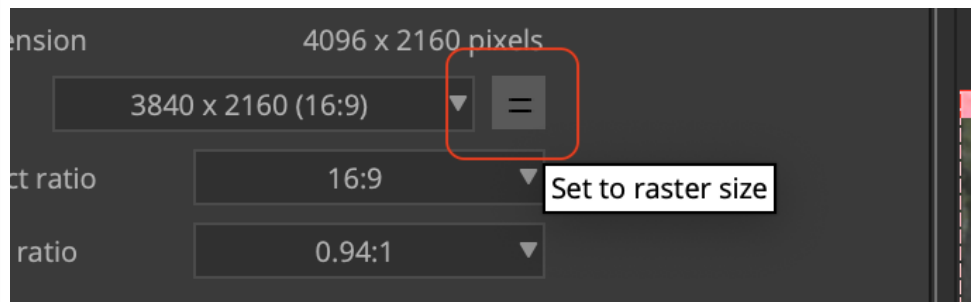 ension 4096 x 2160 pixels
3840 x 2160 (16:9) =
ct ratio 16:9
Set to raster size
ratio 0.94:1